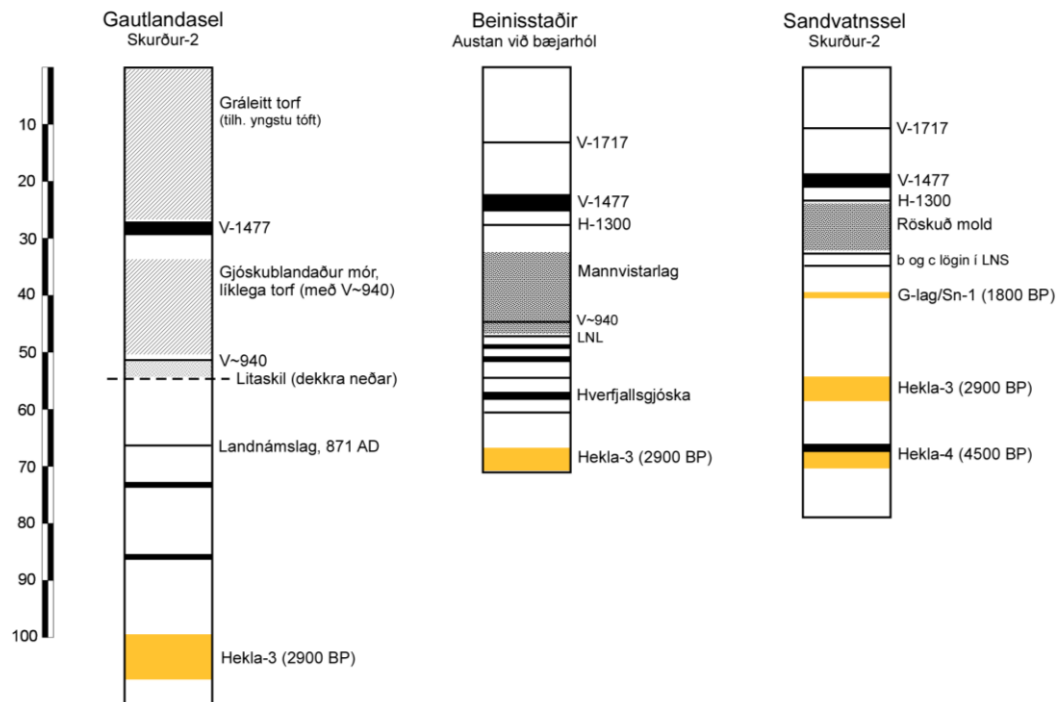 Gautlandasel
Skurður-2
Beinisstaðir
Austan við bæjarhól
Sandvatnssel
Skurður-2
10
20
30
40
50
60
70
80
90
100
Gráleitt torf
(tilh. yngstu tóft)
V-1477
Gjóskublandaður mór,
líklega torf (með V~940)
V~940
Litaskil (dekkra neðar)
Landnámslag, 871 AD
Hekla-3 (2900 BP)
V-1717
V-1477
H-1300
Mannvistarlag
V~940
LNL
Hverfjallsgjóska
Hekla-3 (2900 BP)
V-1717
V-1477
H-1300
Röskuð mold
b og c lögin í LNS
G-lag/Sn-1 (1800 BP)
Hekla-3 (2900 BP)
Hekla-4 (4500 BP)